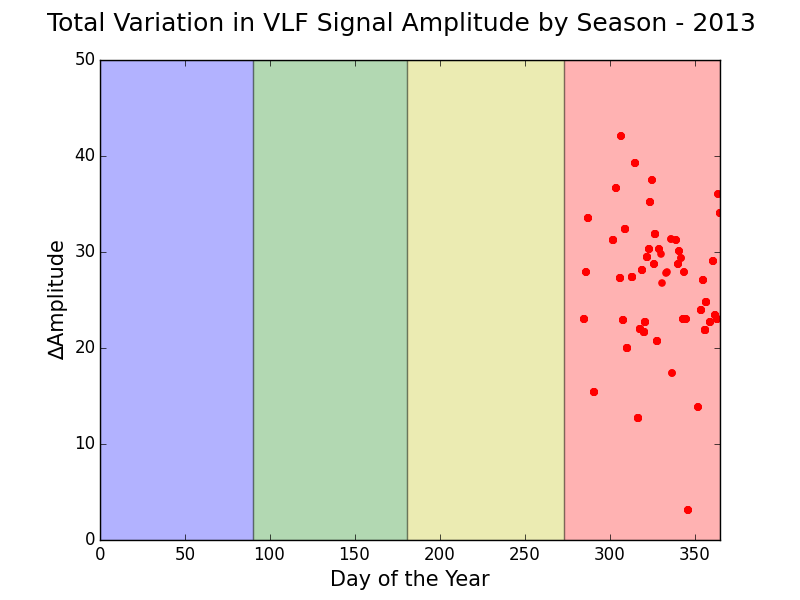 Total Variation in VLF Signal Amplitude by Season - 2013
50
40
30
20
10
0
ΔAmplitude
0 50 100 150 200 250 300 350
Day of the Year